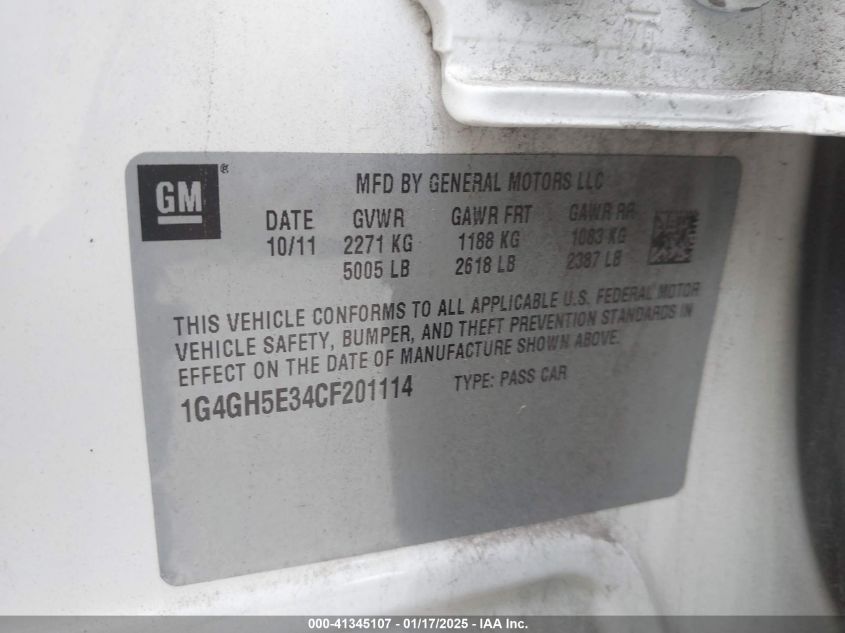 GM®
MFD BY GENERAL MOTORS LLC
DATE GVWR GAWR FRT GAWR RR
10/11 2271 KG 1188 KG 1083 KG
5005 LB 2618 LB 2387 LB
THIS VEHICLE CONFORMS TO ALL APPLICABLE U.S. FEDERAL MOTOR
VEHICLE SAFETY, BUMPER, AND THEFT PREVENTION STANDARDS IN
EFFECT ON THE DATE OF MANUFACTURE SHOWN ABOVE.
1G4GH5E34CF201114 TYPE: PASS CAR
000-41345107 — 01/17/2025 — IAA Inc.